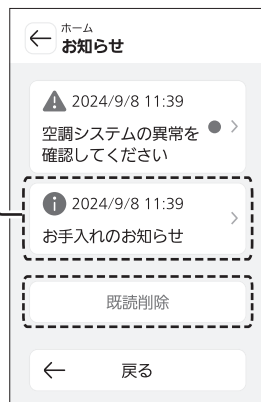 ホーム
お知らせ
2024/9/8 11:39
空調システムの異常を
確認してください
2024/9/8 11:39
お手入れのお知らせ
既読削除
戻る